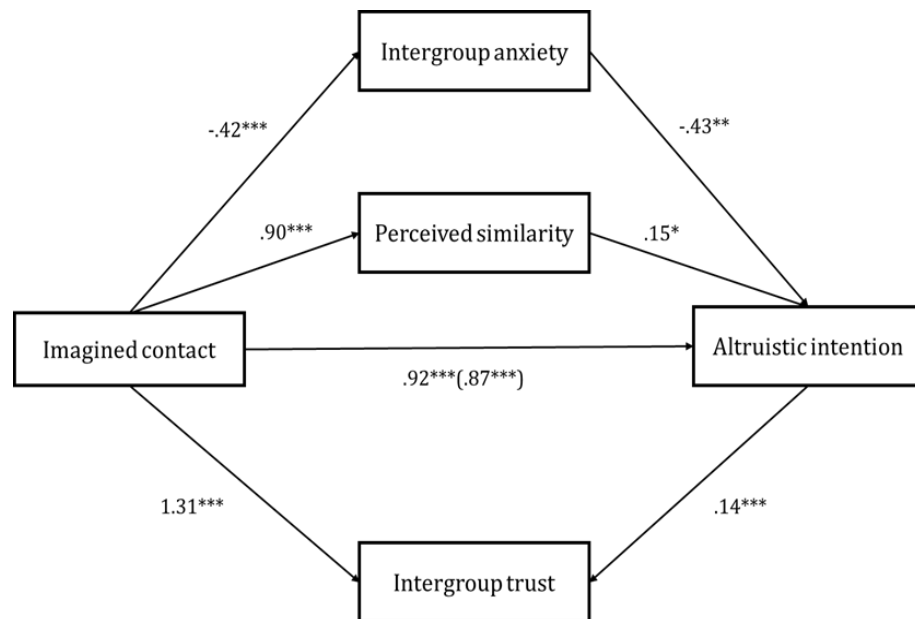 Intergroup anxiety
-.42***
-.43**
.90***
Perceived similarity
.15*
Imagined contact
Altruistic intention
.92***(.87***)
1.31***
.14***
Intergroup trust